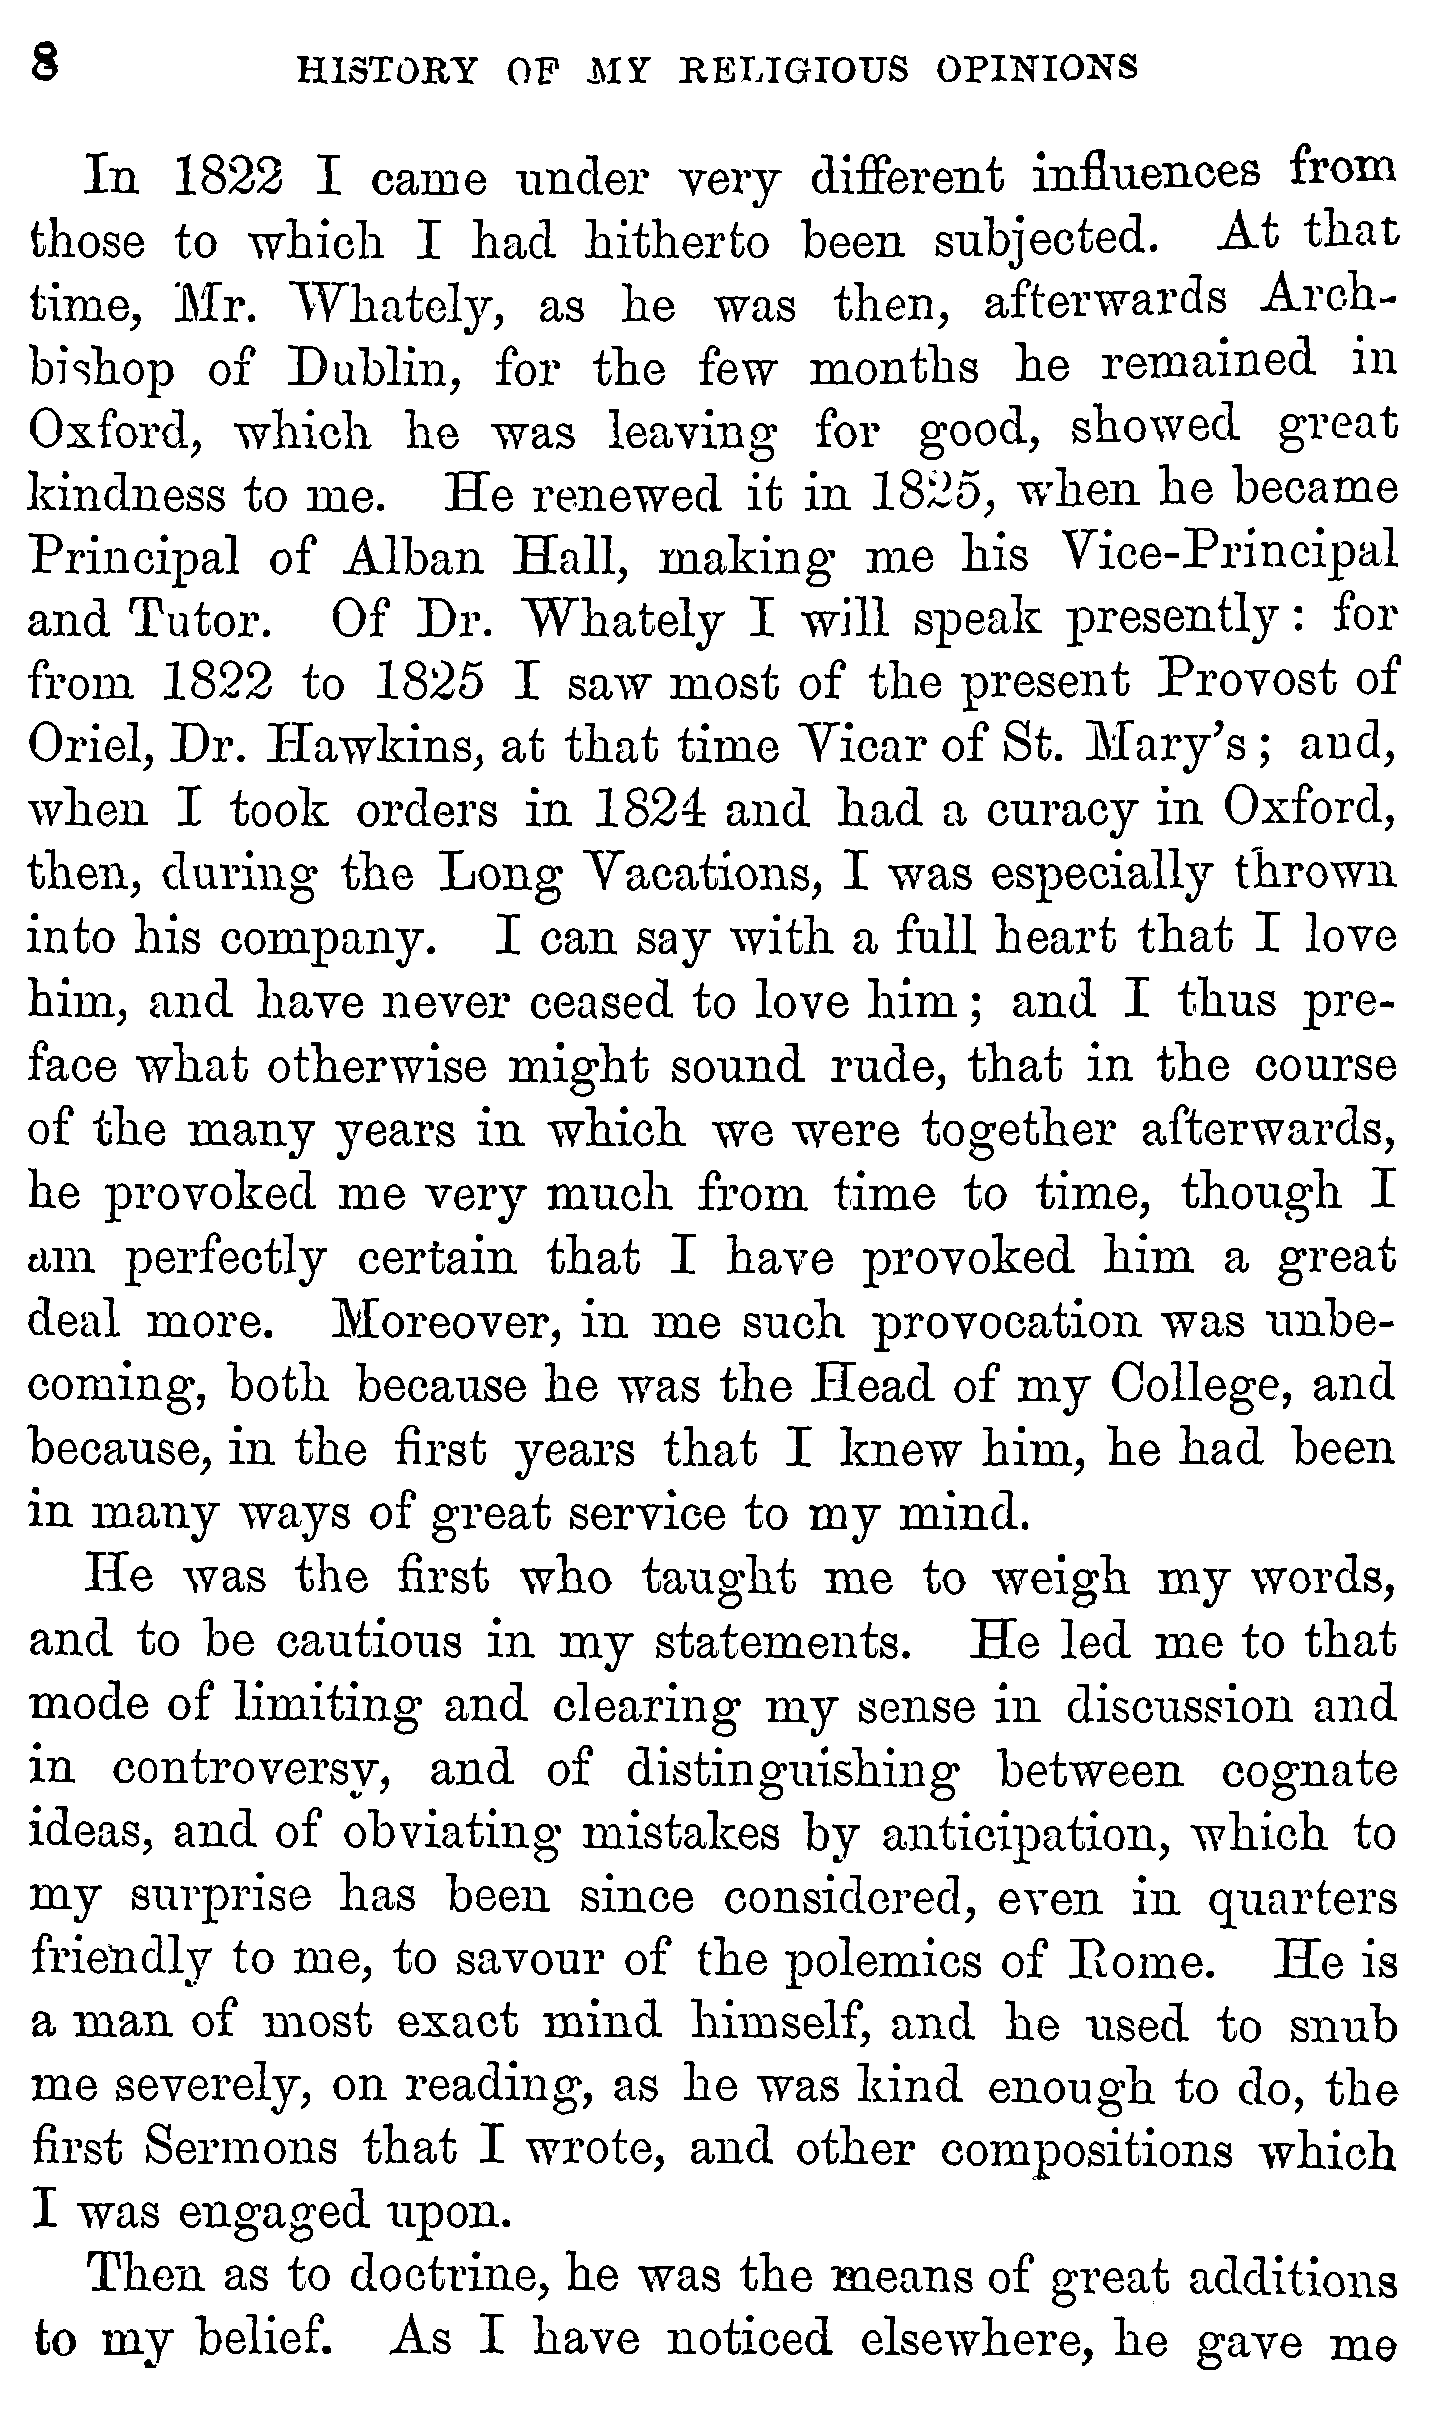 8 HISTORY OF MY RELIGIOUS OPINIONS
In 1822 I came under very different influences from
those to which I had hitherto been subjected. At that
time, Mr. Whately, as he was then, afterwards Arch-
bishop of Dublin, for the few months he remained in
Oxford, which he was leaving for good, showed great
kindness to me. He renewed it in 1825, when he became
Principal of Alban Hall, making me his Vice-Principal
and Tutor. Of Dr. Whately I will speak presently: for
from 1822 to 1825 I saw most of the present Provost of
Oriel, Dr. Hawkins, at that time Vicar of St. Mary's; and,
when I took orders in 1824 and had a curacy in Oxford,
then, during the Long Vacations, I was especially thrown
into his company. I can say with a full heart that I love
him, and have never ceased to love him; and I thus pre-
face what otherwise might sound rude, that in the course
of the many years in which we were together afterwards,
he provoked me very much from time to time, though I
am perfectly certain that I have provoked him a great
deal more. Moreover, in me such provocation was unbe-
coming, both because he was the Head of my College, and
because, in the first years that I knew him, he had been
in many ways of great service to my mind.
He was the first who taught me to weigh my words,
and to be cautious in my statements. He led me to that
mode of limiting and clearing my sense in discussion and
in controversy, and of distinguishing between cognate
ideas, and of obviating mistakes by anticipation, which to
my surprise has been since considered, even in quarters
friendly to me, to savour of the polemics of Rome. He is
a man of most exact mind himself, and he used to snub
me severely, on reading, as he was kind enough to do, the
first Sermons that I wrote, and other compositions which
I was engaged upon.
Then as to doctrine, he was the means of great additions
to my belief. As I have noticed elsewhere, he gave me